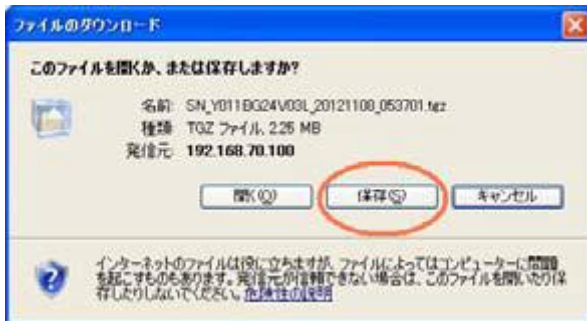 ファイルのダウンロード
このファイルを開くか、または保存しますか?
名前: SN_Y011BG24V03L_20121108_053701.tgz
種類: TGZ ファイル, 2.25 MB
発信元: 192.168.70.100
開く(O) 保存(S) キャンセル
インターネットのファイルは役に立ちますが、ファイルによってはコンピューターに問題
を起こすものもあります。発信元が信頼できない場合は、このファイルを開いたり保
存したりしないでください。危険性の説明